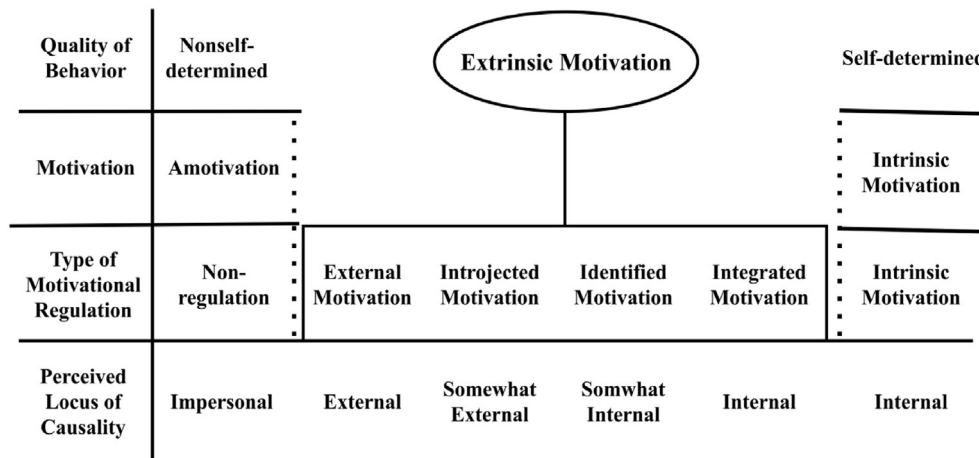 Quality of
Behavior
Nonself-
determined
Extrinsic Motivation
Self-determined
Motivation
Amotivation
Intrinsic
Motivation
Type of
Motivational
Regulation
Non-
regulation
External
Motivation
Introjected
Motivation
Identified
Motivation
Integrated
Motivation
Intrinsic
Motivation
Perceived
Locus of
Causality
Impersonal
External
Somewhat
External
Somwhat
Internal
Internal
Internal